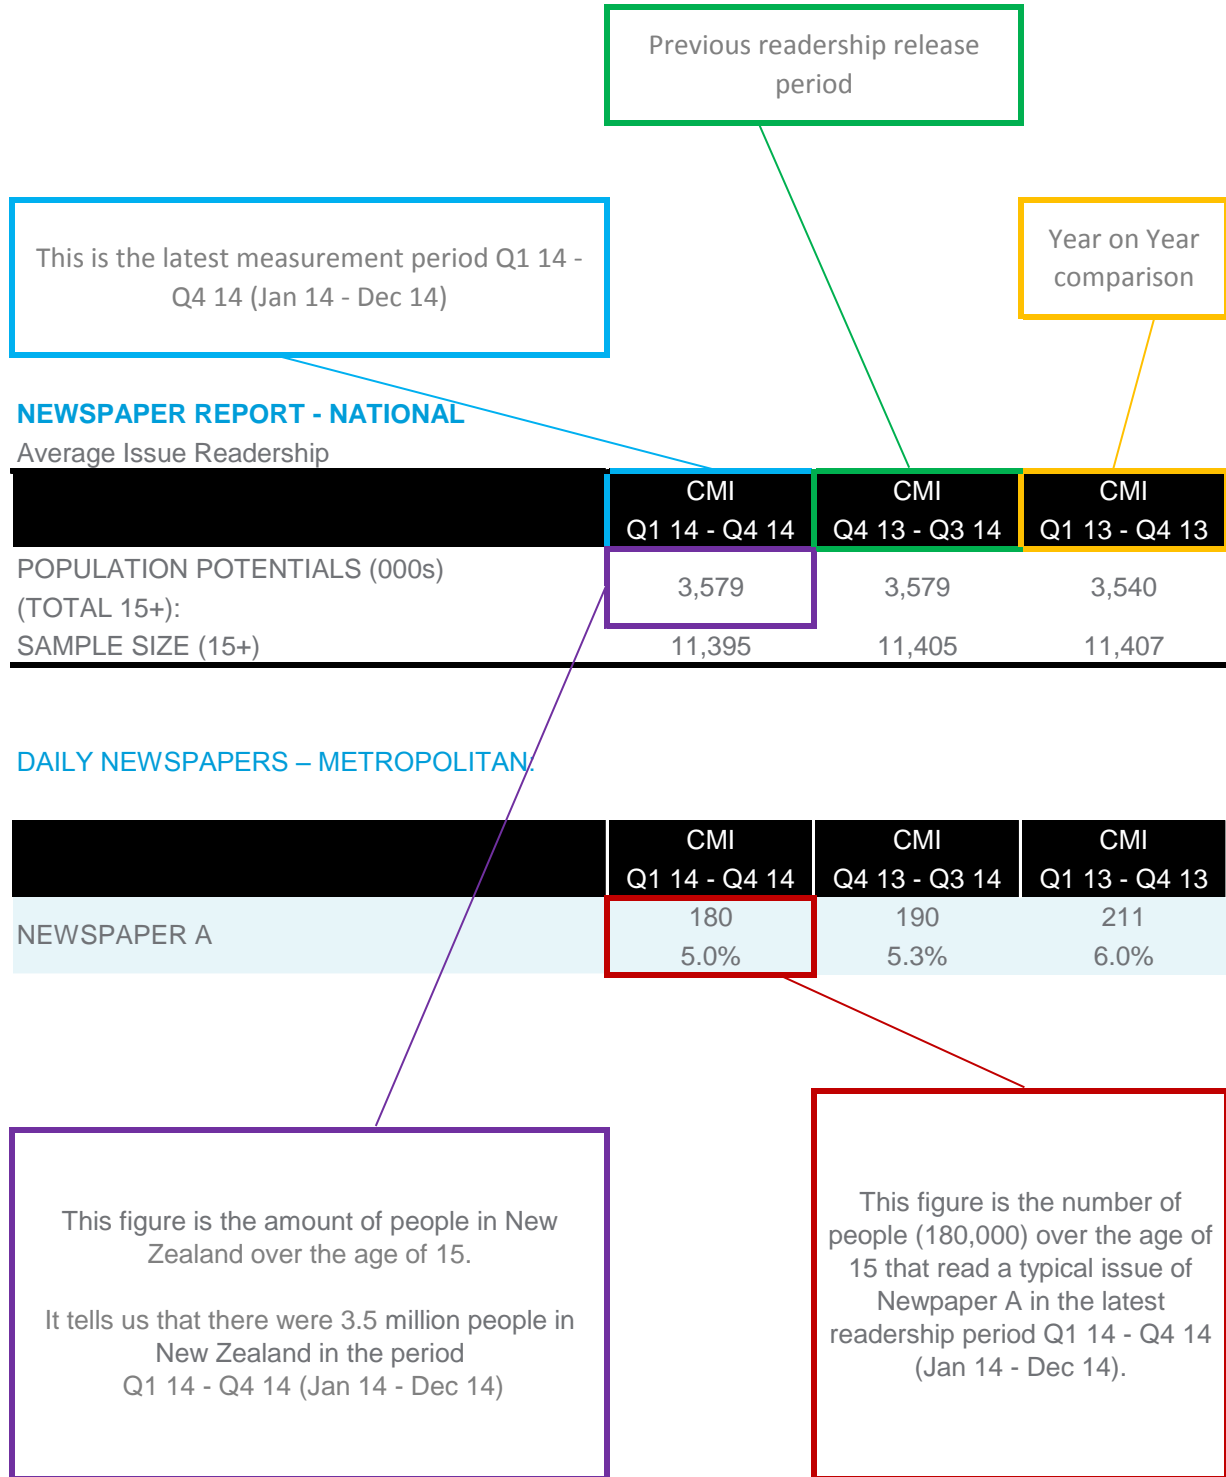 Previous readership release
period
This is the latest measurement period Q1 14 -
Q4 14 (Jan 14 - Dec 14)
Year on Year
comparison
NEWSPAPER REPORT - NATIONAL
Average Issue Readership
CMI CMI CMI
Q1 14 - Q4 14 Q4 13 - Q3 14 Q1 13 - Q4 13
POPULATION POTENTIALS (000s)
(TOTAL 15+):
3,579 3,579 3,540
SAMPLE SIZE (15+) 11,395 11,405 11,407
DAILY NEWSPAPERS – METROPOLITAN:
CMI CMI CMI
Q1 14 - Q4 14 Q4 13 - Q3 14 Q1 13 - Q4 13
NEWSPAPER A
180 190 211
5.0% 5.3% 6.0%
This figure is the amount of people in New
Zealand over the age of 15.
It tells us that there were 3.5 million people in
New Zealand in the period
Q1 14 - Q4 14 (Jan 14 - Dec 14)
This figure is the number of
people (180,000) over the age of
15 that read a typical issue of
Newpaper A in the latest
readership period Q1 14 - Q4 14
(Jan 14 - Dec 14).